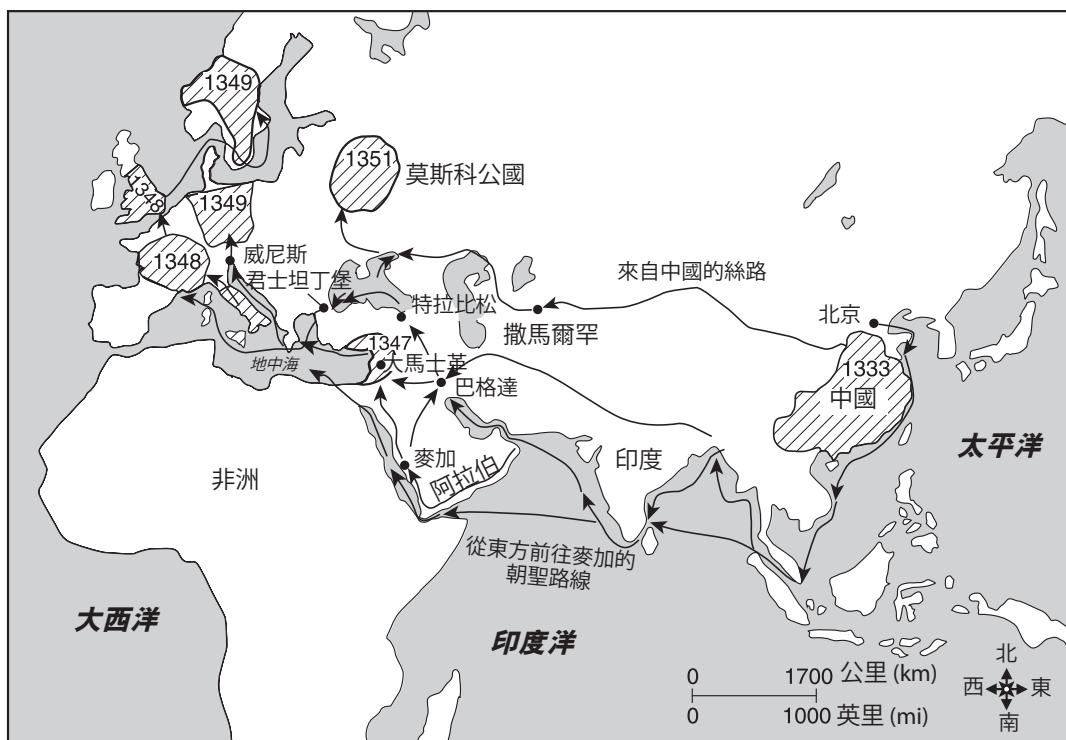 1349
1351
莫斯科公國
1348
1349
威尼斯
1348
君士坦丁堡
來自中國的絲路
特拉比松
北京
撒馬爾罕
1347
地中海
大馬士革
1333
巴格達
中國
太平洋
麥加
印度
非洲
阿拉伯
從東方前往麥加的
朝聖路線
大西洋
印度洋
北
0 1700 公里 (km)
西 東
0 1000 英里 (mi)
南